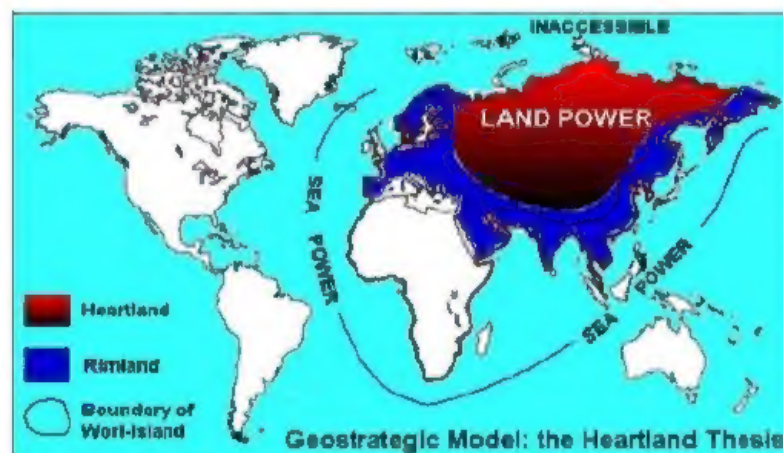 INACCESSIBLE
LAND POWER
SEA POWER
SEA POWER
Heartland
Rimland
Boundary of
Worl-Island
Geostrategic Model: the Heartland Thesis